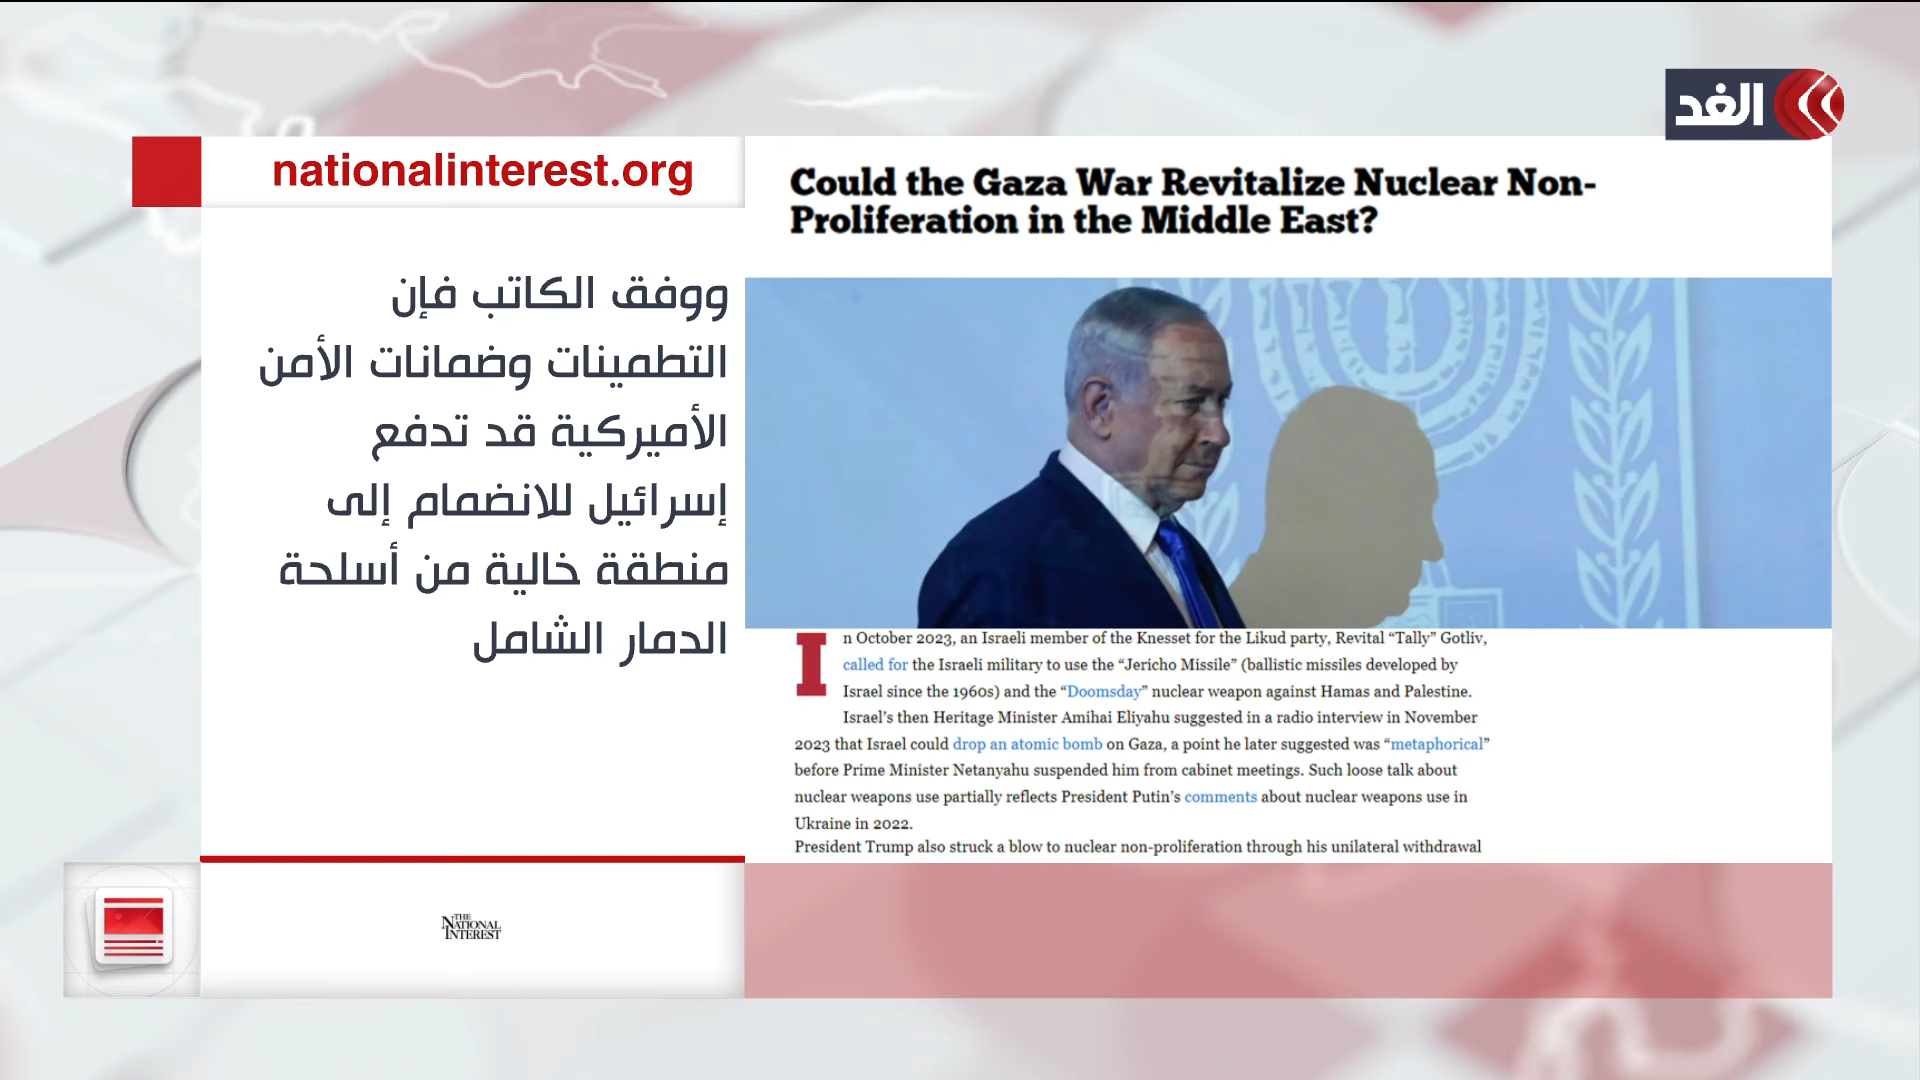 الغد
nationalinterest.org
ووفق الكاتب فإن
التطمينات وضمانات الأمن
الأميركية قد تدفع
إسرائيل للانضمام إلى
منطقة خالية من أسلحة
الدمار الشامل
THE
NATIONAL
INTEREST
Could the Gaza War Revitalize Nuclear Non-
Proliferation in the Middle East?
In October 2023, an Israeli member of the Knesset for the Likud party, Revital “Tally” Gotliv,
called for the Israeli military to use the “Jericho Missile” (ballistic missiles developed by
Israel since the 1960s) and the “Doomsday” nuclear weapon against Hamas and Palestine.
Israel’s then Heritage Minister Amihai Eliyahu suggested in a radio interview in November
2023 that Israel could drop an atomic bomb on Gaza, a point he later suggested was “metaphorical”
before Prime Minister Netanyahu suspended him from cabinet meetings. Such loose talk about
nuclear weapons use partially reflects President Putin’s comments about nuclear weapons use in
Ukraine in 2022.
President Trump also struck a blow to nuclear non-proliferation through his unilateral withdrawal